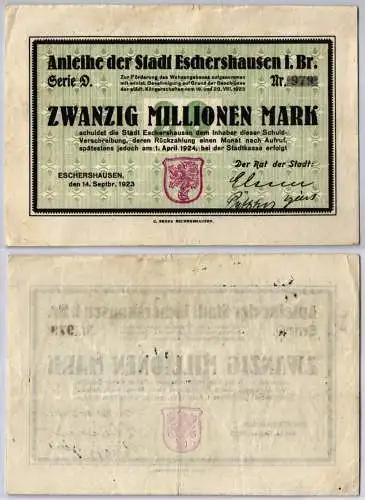 Anleihe der Stadt Eschershausen i. Br.
Serie D.
Zur Förderung des Wohnungsbaues aufgenommen
mit minist. Genehmigung auf Grund der Beschlüsse
der städt. Körperschaften vom 16. und 20. VIII. 1923
Nr. 979
ZWANZIG MILLIONEN MARK
schuldet die Stadt Eschershausen dem Inhaber dieser Schuld-
Verschreibung, deren Rückzahlung einen Monat nach Aufruf,
spätestens jedoch am 1. April 1924, bei der Stadtkasse erfolgt
Der Rat der Stadt:
ESCHERSHAUSEN,
den 14. Septbr. 1923
ESCHERSHAUSEN.